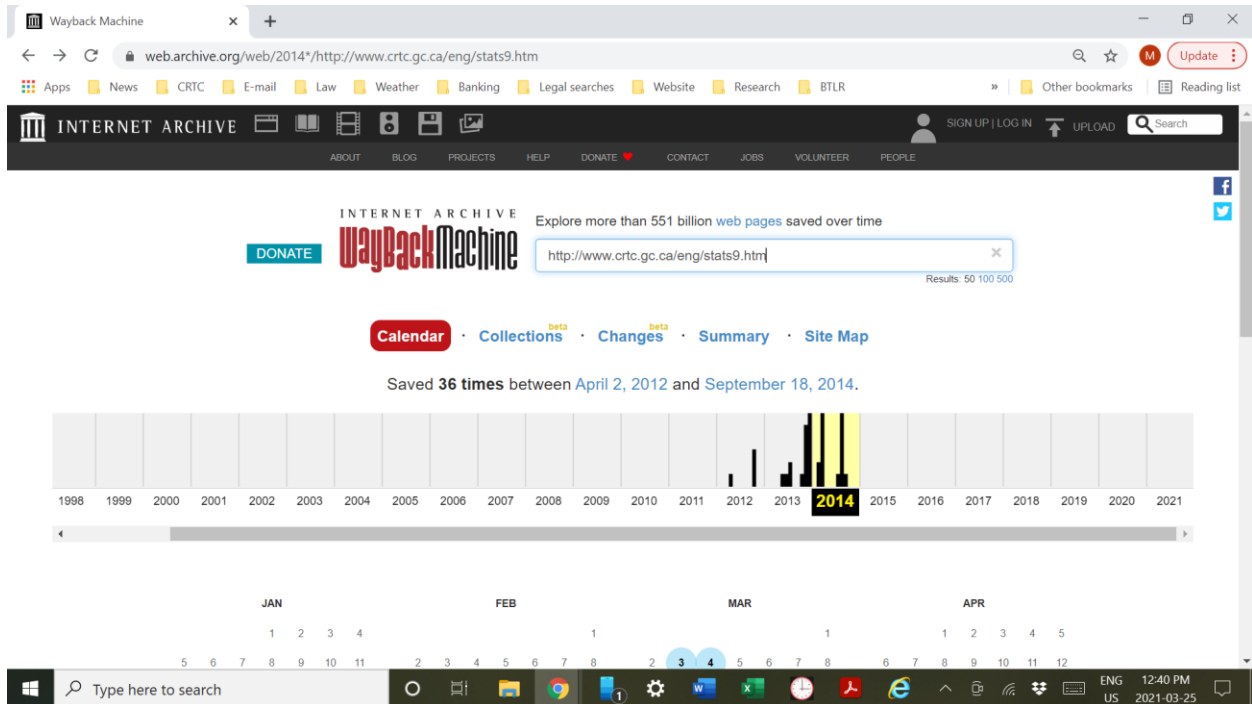 Wayback Machine
web.archive.org/web/2014*/http://www.crtc.gc.ca/eng/stats9.htm
M Update
Apps News CRTC E-mail Law Weather Banking Legal searches Website Research BTLR » Other bookmarks Reading list
INTERNET ARCHIVE SIGN UP | LOG IN UPLOAD Search
ABOUT BLOG PROJECTS HELP DONATE CONTACT JOBS VOLUNTEER PEOPLE
INTERNET ARCHIVE
WayBackMachine
DONATE
Explore more than 551 billion web pages saved over time
http://www.crtc.gc.ca/eng/stats9.htm
Results: 50 100 500
Calendar · Collections beta · Changes beta · Summary · Site Map
Saved 36 times between April 2, 2012 and September 18, 2014.
1998 1999 2000 2001 2002 2003 2004 2005 2006 2007 2008 2009 2010 2011 2012 2013 2014 2015 2016 2017 2018 2019 2020 2021
JAN FEB MAR APR
1 2 3 4 1 1 1 2 3 4 5
5 6 7 8 9 10 11 2 3 4 5 6 7 8 2 3 4 5 6 7 8 6 7 8 9 10 11 12
Type here to search
1
ENG
US
12:40 PM
2021-03-25